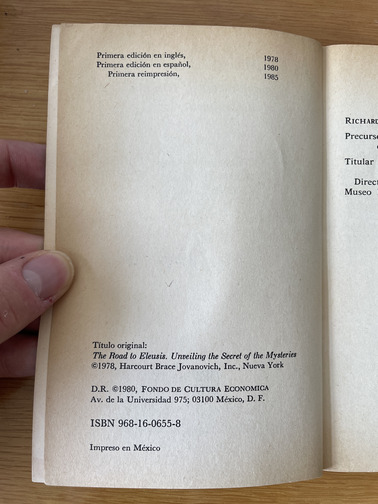 Primera edición en inglés, 1978
Primera edición en español, 1980
Primera reimpresión, 1985
Título original:
The Road to Eleusis. Unveiling the Secret of the Mysteries
©1978, Harcourt Brace Jovanovich, Inc., Nueva York
D.R. ©1980, FONDO DE CULTURA ECONOMICA
Av. de la Universidad 975; 03100 México, D. F.
ISBN 968-16-0655-8
Impreso en México
RICHARD
Titular
Museo